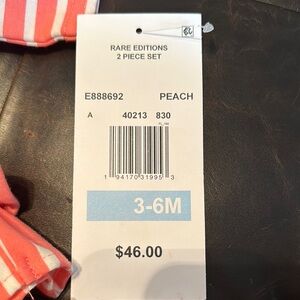 RARE EDITIONS
2 PIECE SET
E888692 PEACH
A 40213 830
1 94170 31995 3
3-6M
$46.00